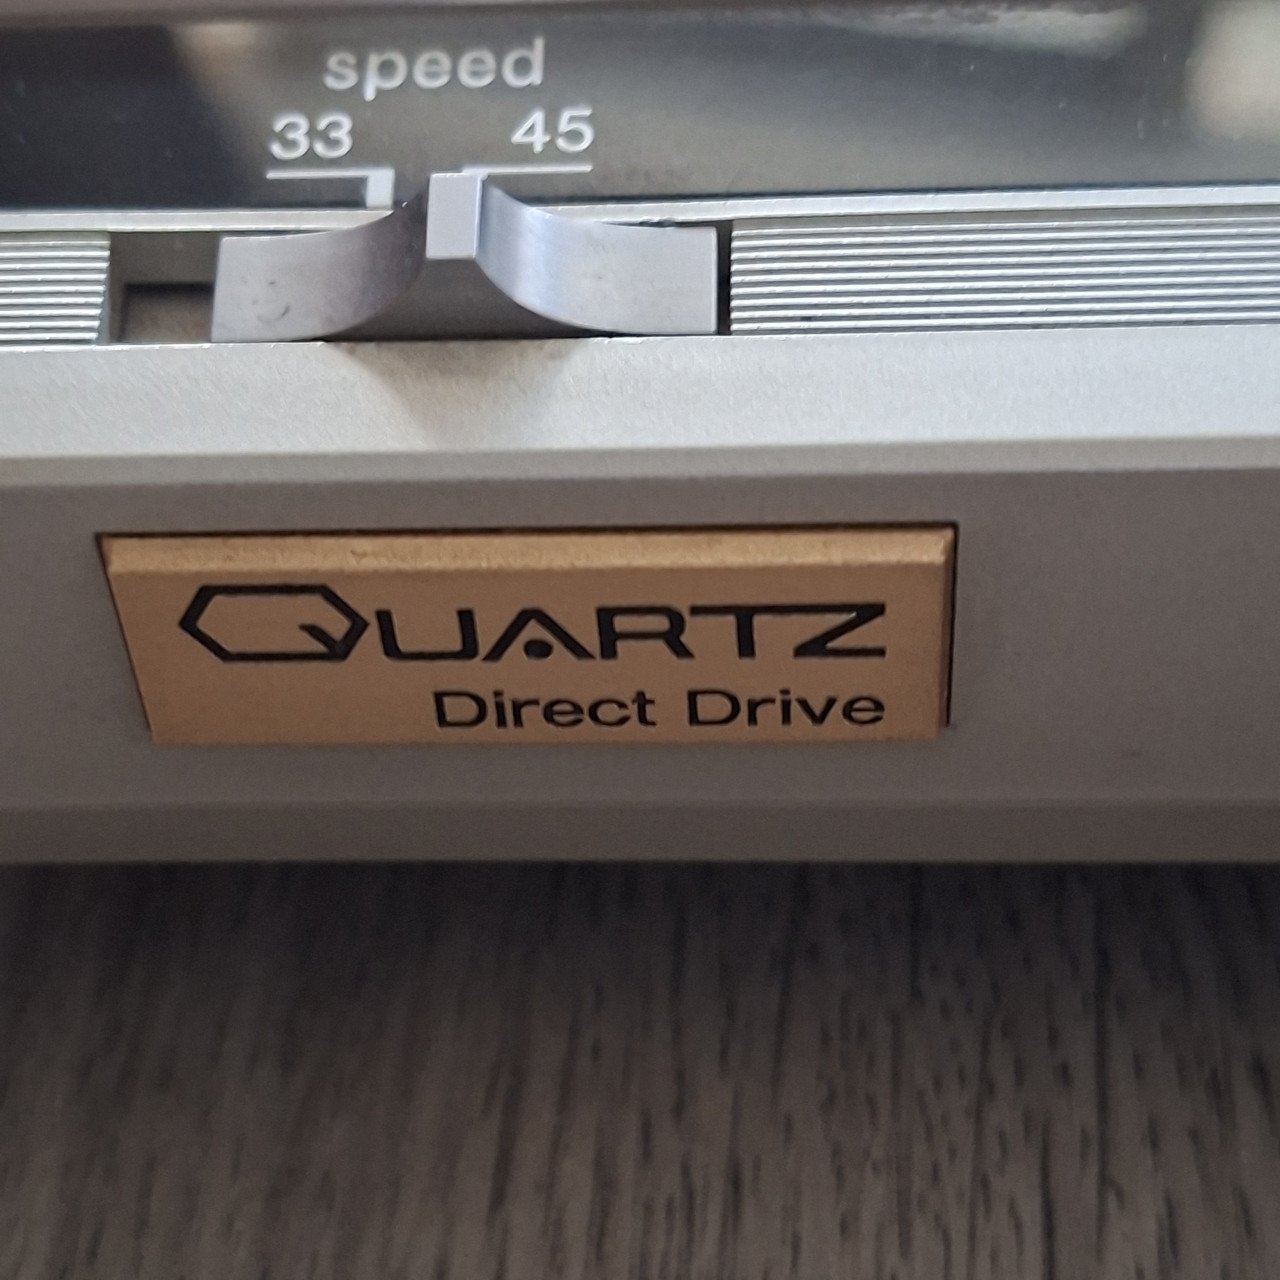 speed
33 45
QUARTZ
Direct Drive